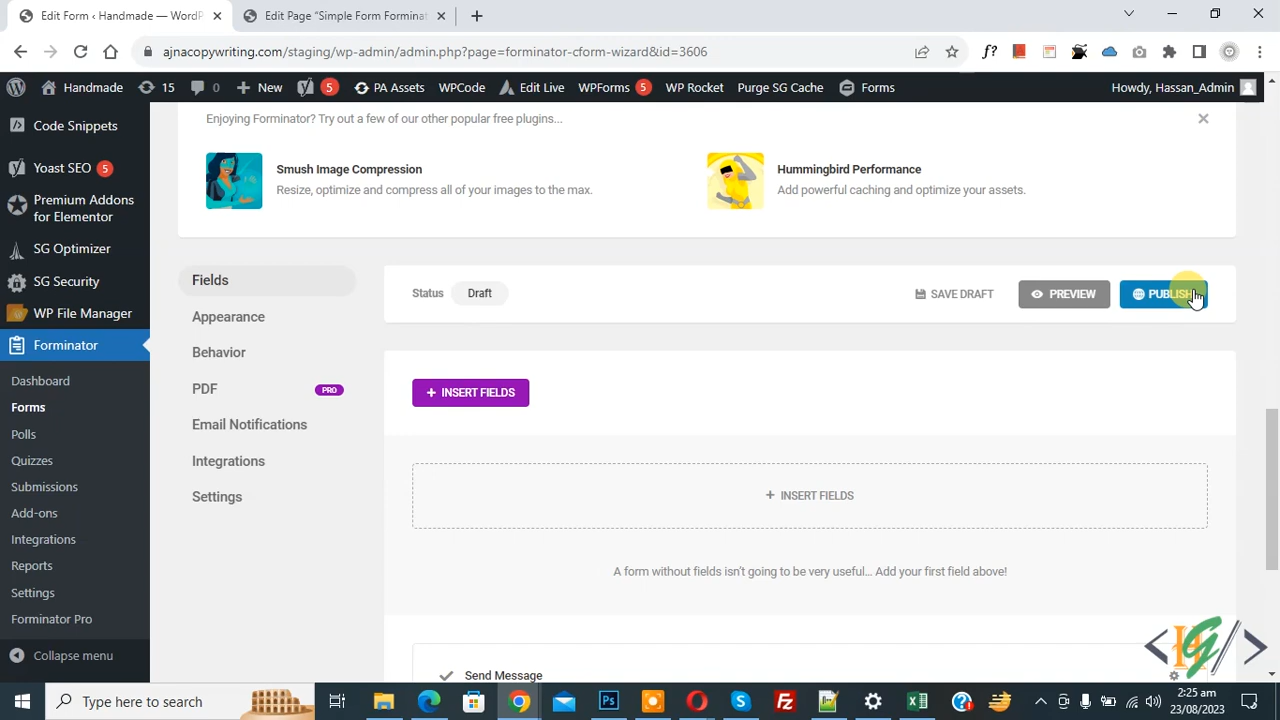 Edit Form ‹ Handmade — WordP
Edit Page “Simple Form Forminat
ajnacopywriting.com/staging/wp-admin/admin.php?page=forminator-cform-wizard&id=3606
f?
Handmade
15
0
New
5
PA Assets
WPCode
Edit Live
WPForms
5
WP Rocket
Purge SG Cache
Forms
Howdy, Hassan_Admin
Code Snippets
Yoast SEO
5
Premium Addons
for Elementor
SG Optimizer
SG Security
WP File Manager
Forminator
Dashboard
Forms
Polls
Quizzes
Submissions
Add-ons
Integrations
Reports
Settings
Forminator Pro
Collapse menu
Enjoying Forminator? Try out a few of our other popular free plugins...
Smush Image Compression
Resize, optimize and compress all of your images to the max.
Hummingbird Performance
Add powerful caching and optimize your assets.
Fields
Appearance
Behavior
PDF
PRO
Email Notifications
Integrations
Settings
Status
Draft
SAVE DRAFT
PREVIEW
PUBLISH
+ INSERT FIELDS
+ INSERT FIELDS
A form without fields isn’t going to be very useful... Add your first field above!
Send Message
HG
Type here to search
2:25 am
23/08/2023